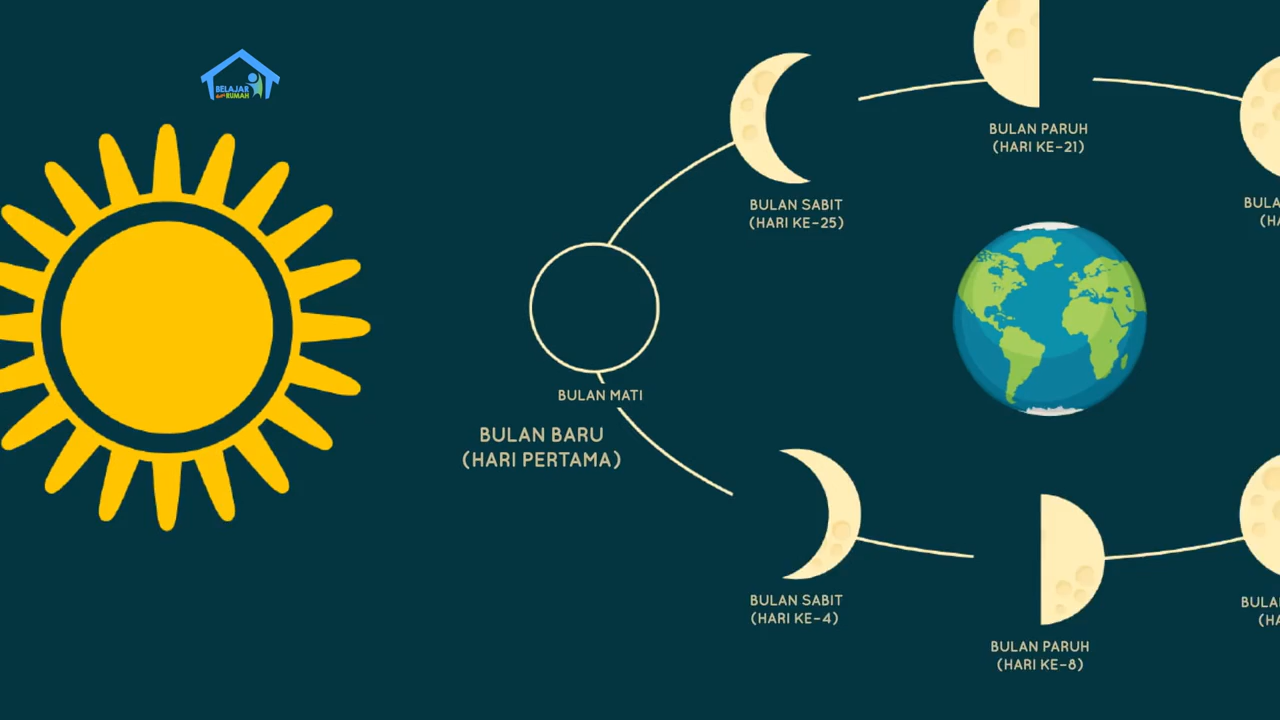 BELAJAR
dari RUMAH
BULAN PARUH
(HARI KE-21)
BULAN SABIT
(HARI KE-25)
BULAN MATI
BULAN BARU
(HARI PERTAMA)
BULAN SABIT
(HARI KE-4)
BULAN PARUH
(HARI KE-8)